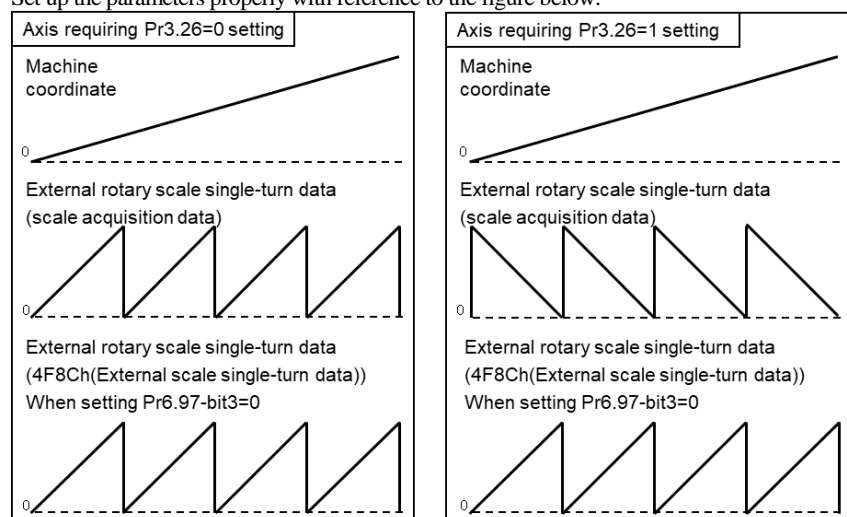 Set up the parameters properly with reference to the figure below.
Axis requiring Pr3.26=0 setting
Machine
coordinate
0
External rotary scale single-turn data
(scale acquisition data)
0
External rotary scale single-turn data
(4F8Ch(External scale single-turn data))
When setting Pr6.97-bit3=0
0
Axis requiring Pr3.26=1 setting
Machine
coordinate
0
External rotary scale single-turn data
(scale acquisition data)
0
External rotary scale single-turn data
(4F8Ch(External scale single-turn data))
When setting Pr6.97-bit3=0
0